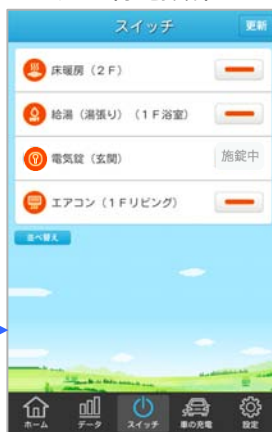 スイッチ
更新
床暖房（２Ｆ）
給湯（湯張り）（１Ｆ浴室）
電気錠（玄関）
施錠中
エアコン（１Ｆリビング）
並べ替え
ホーム
データ
スイッチ
車の充電
設定